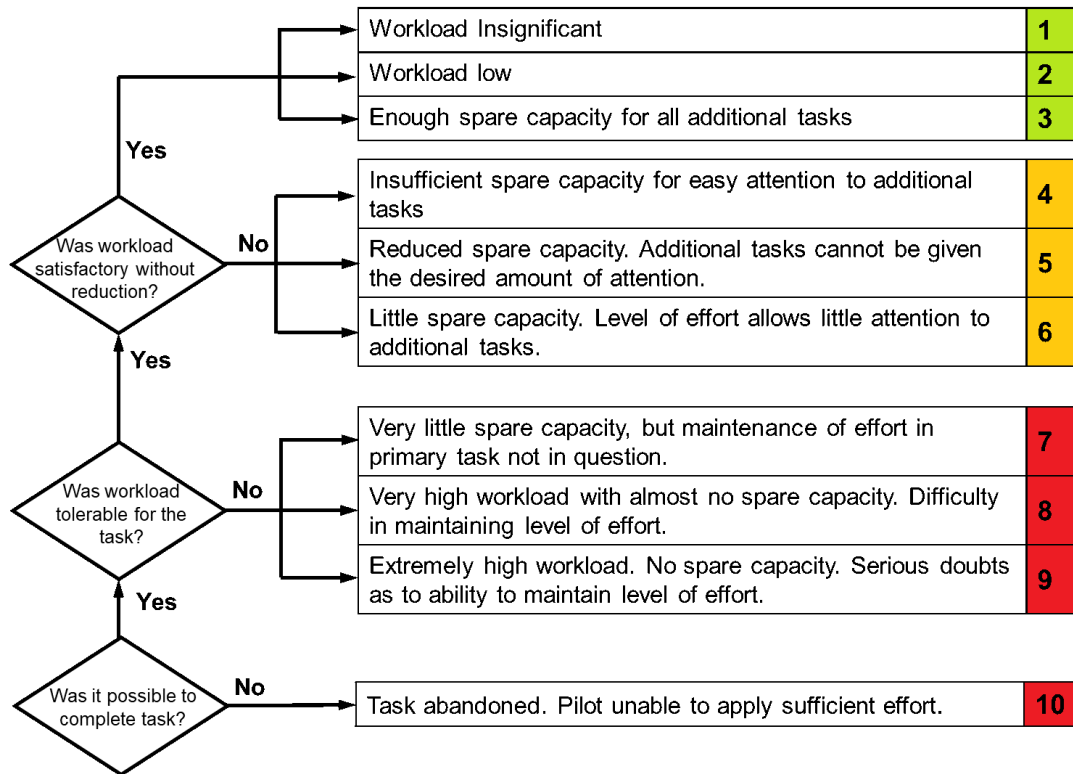 Workload Insignificant 1
Workload low 2
Enough spare capacity for all additional tasks 3
Yes
Insufficient spare capacity for easy attention to additional
tasks
4
Was workload
satisfactory without
reduction?
No
Reduced spare capacity. Additional tasks cannot be given
the desired amount of attention.
5
Little spare capacity. Level of effort allows little attention to
additional tasks.
6
Yes
Very little spare capacity, but maintenance of effort in
primary task not in question.
7
Was workload
tolerable for the
task?
No
Very high workload with almost no spare capacity. Difficulty
in maintaining level of effort.
8
Extremely high workload. No spare capacity. Serious doubts
as to ability to maintain level of effort.
9
Yes
Was it possible to
complete task?
No
Task abandoned. Pilot unable to apply sufficient effort. 10